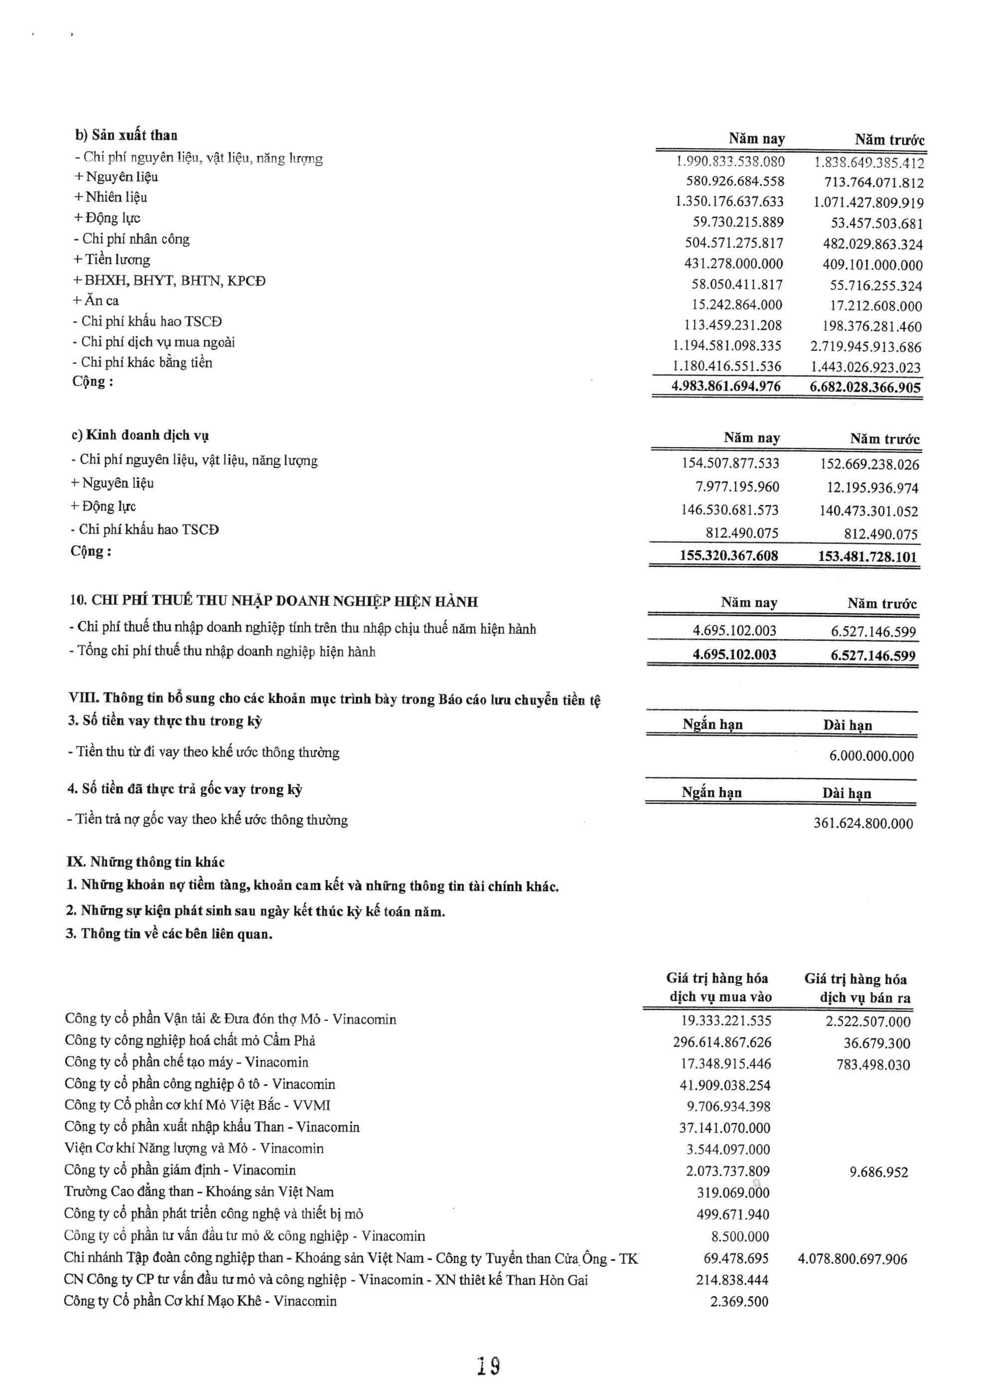 b) Sản xuất than Năm nay Năm trước
- Chi phí nguyên liệu, vật liệu, năng lượng 1.990.833.538.080 1.838.649.385.412
+ Nguyên liệu 580.926.684.558 713.764.071.812
+ Nhiên liệu 1.350.176.637.633 1.071.427.809.919
+ Động lực 59.730.215.889 53.457.503.681
- Chi phí nhân công 504.571.275.817 482.029.863.324
+ Tiền lương 431.278.000.000 409.101.000.000
+ BHXH, BHYT, BHTN, KPCĐ 58.050.411.817 55.716.255.324
+ Ăn ca 15.242.864.000 17.212.608.000
- Chi phí khấu hao TSCĐ 113.459.231.208 198.376.281.460
- Chi phí dịch vụ mua ngoài 1.194.581.098.335 2.719.945.913.686
- Chi phí khác bằng tiền 1.180.416.551.536 1.443.026.923.023
Cộng : 4.983.861.694.976 6.682.028.366.905
c) Kinh doanh dịch vụ Năm nay Năm trước
- Chi phí nguyên liệu, vật liệu, năng lượng 154.507.877.533 152.669.238.026
+ Nguyên liệu 7.977.195.960 12.195.936.974
+ Động lực 146.530.681.573 140.473.301.052
- Chi phí khấu hao TSCĐ 812.490.075 812.490.075
Cộng : 155.320.367.608 153.481.728.101
10. CHI PHÍ THUẾ THU NHẬP DOANH NGHIỆP HIỆN HÀNH Năm nay Năm trước
- Chi phí thuế thu nhập doanh nghiệp tính trên thu nhập chịu thuế năm hiện hành 4.695.102.003 6.527.146.599
- Tổng chi phí thuế thu nhập doanh nghiệp hiện hành 4.695.102.003 6.527.146.599
VIII. Thông tin bổ sung cho các khoản mục trình bày trong Báo cáo lưu chuyển tiền tệ
3. Số tiền vay thực thu trong kỳ Ngắn hạn Dài hạn
- Tiền thu từ đi vay theo khế ước thông thường 6.000.000.000
4. Số tiền đã thực trả gốc vay trong kỳ Ngắn hạn Dài hạn
- Tiền trả nợ gốc vay theo khế ước thông thường 361.624.800.000
IX. Những thông tin khác
1. Những khoản nợ tiềm tàng, khoản cam kết và những thông tin tài chính khác.
2. Những sự kiện phát sinh sau ngày kết thúc kỳ kế toán năm.
3. Thông tin về các bên liên quan.
Giá trị hàng hóa Giá trị hàng hóa
dịch vụ mua vào dịch vụ bán ra
Công ty cổ phần Vận tải & Đưa đón thợ Mỏ - Vinacomin 19.333.221.535 2.522.507.000
Công ty công nghiệp hoá chất mỏ Cẩm Phả 296.614.867.626 36.679.300
Công ty cổ phần chế tạo máy - Vinacomin 17.348.915.446 783.498.030
Công ty cổ phần công nghiệp ô tô - Vinacomin 41.909.038.254
Công ty Cổ phần cơ khí Mỏ Việt Bắc - VVMI 9.706.934.398
Công ty cổ phần xuất nhập khẩu Than - Vinacomin 37.141.070.000
Viện Cơ khí Năng lượng và Mỏ - Vinacomin 3.544.097.000
Công ty cổ phần giám định - Vinacomin 2.073.737.809 9.686.952
Trường Cao đẳng than - Khoáng sản Việt Nam 319.069.000
Công ty cổ phần phát triển công nghệ và thiết bị mỏ 499.671.940
Công ty cổ phần tư vấn đầu tư mỏ & công nghiệp - Vinacomin 8.500.000
Chi nhánh Tập đoàn công nghiệp than - Khoáng sản Việt Nam - Công ty Tuyển than Cửa Ông - TK 69.478.695 4.078.800.697.906
CN Công ty CP tư vấn đầu tư mỏ và công nghiệp - Vinacomin - XN thiêt kế Than Hòn Gai 214.838.444
Công ty Cổ phần Cơ khí Mạo Khê - Vinacomin 2.369.500
19